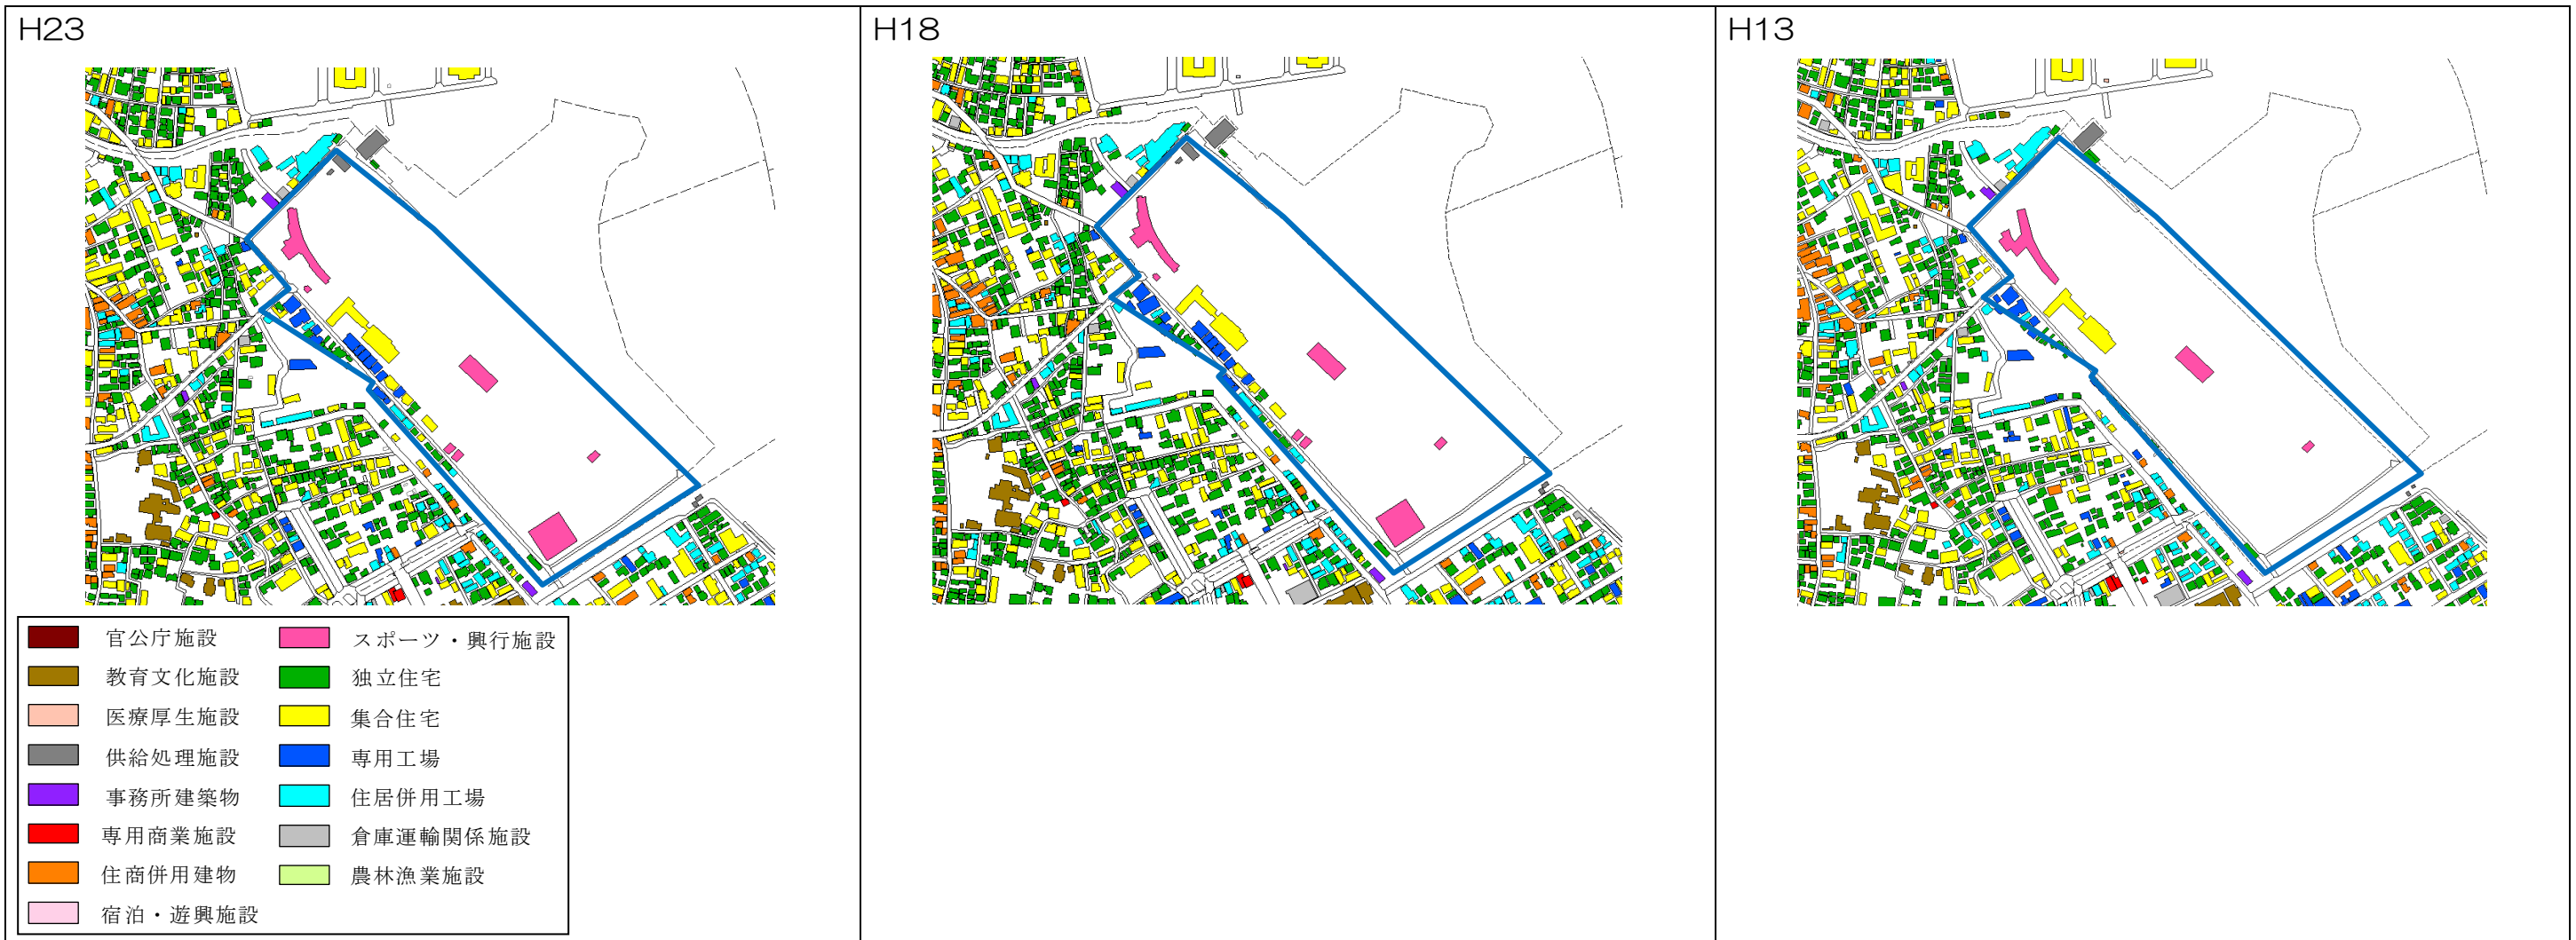 H23
H18
H13
官公庁施設
教育文化施設
医療厚生施設
供給処理施設
事務所建築物
専用商業施設
住商併用建物
宿泊・遊興施設
スポーツ・興行施設
独立住宅
集合住宅
専用工場
住居併用工場
倉庫運輸関係施設
農林漁業施設